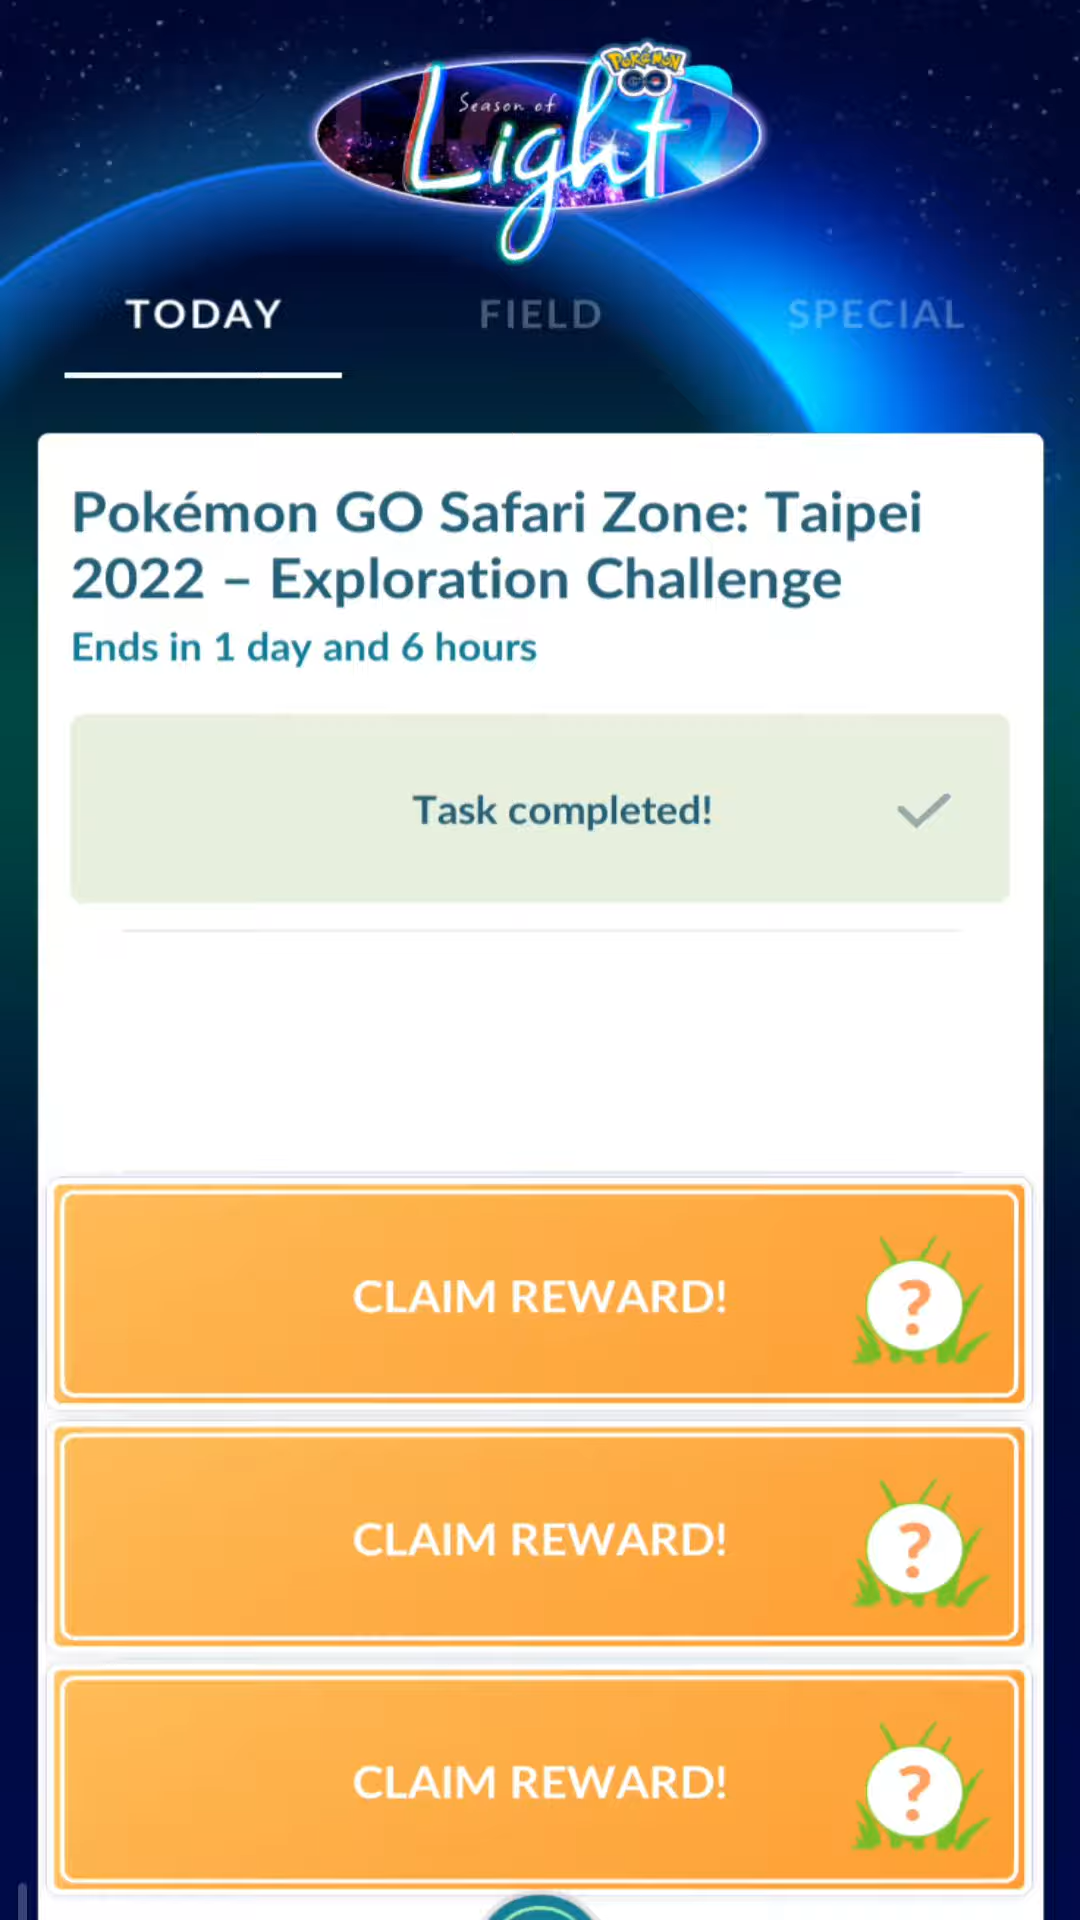 Pokémon GO
Season of
Light
TODAY
FIELD
SPECIAL
Pokémon GO Safari Zone: Taipei
2022 – Exploration Challenge
Ends in 1 day and 6 hours
Task completed!
CLAIM REWARD!
?
CLAIM REWARD!
?
CLAIM REWARD!
?